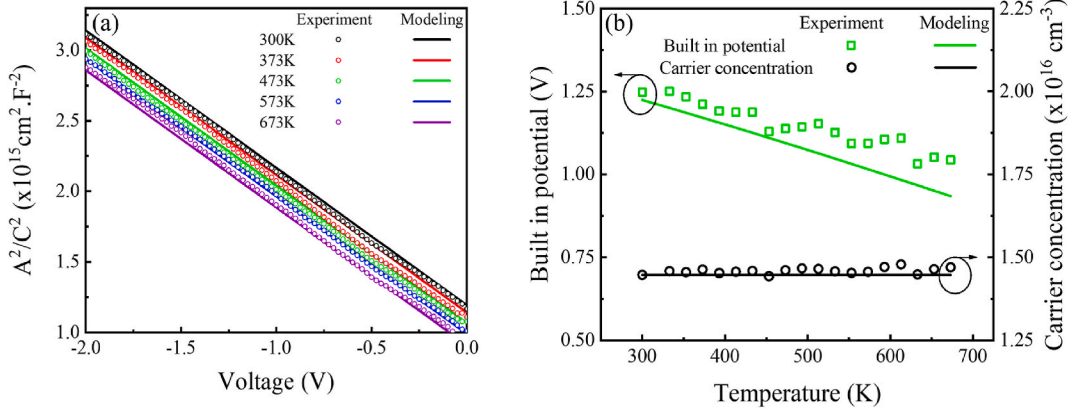 (a)
Experiment Modeling
300K
373K
473K
573K
673K
A²/C² (x10¹⁵cm².F⁻²)
3.0
2.5
2.0
1.5
1.0
-2.0 -1.5 -1.0 -0.5 0.0
Voltage (V)
(b)
Experiment Modeling
Built in potential
Carrier concentration
Built in potential (V)
1.50
1.25
1.00
0.75
0.50
300 400 500 600 700
Temperature (K)
2.25
2.00
1.75
1.50
1.25
Carrier concentration (x10¹⁶ cm⁻³)